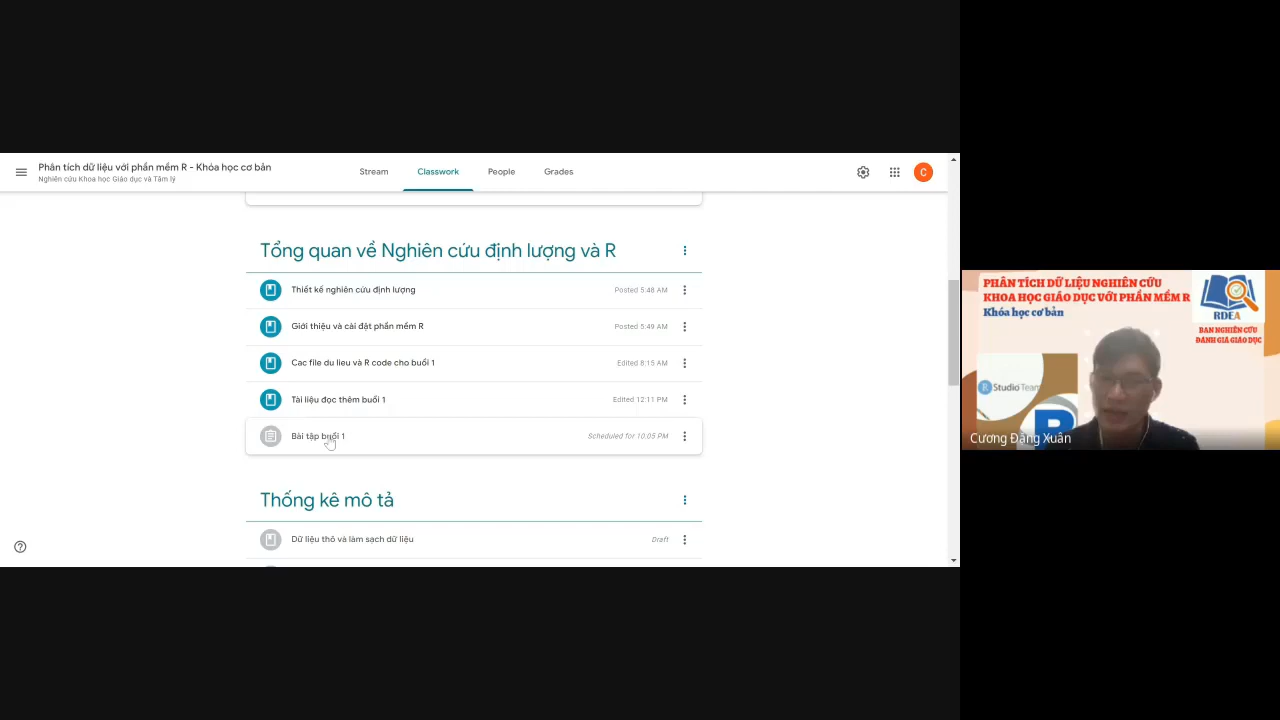 Phân tích dữ liệu với phần mềm R - Khóa học cơ bản
Nghiên cứu Khoa học Giáo dục và Tâm lý
Stream
Classwork
People
Grades
C
Tổng quan về Nghiên cứu định lượng và R
Thiết kế nghiên cứu định lượng
Posted 5:48 AM
Giới thiệu và cài đặt phần mềm R
Posted 5:49 AM
Cac file du lieu và R code cho buổi 1
Edited 8:15 AM
Tài liệu đọc thêm buổi 1
Edited 12:11 PM
Bài tập buổi 1
Scheduled for 10:05 PM
Thống kê mô tả
Dữ liệu thô và làm sạch dữ liệu
Draft
PHÂN TÍCH DỮ LIỆU NGHIÊN CỨU
KHOA HỌC GIÁO DỤC VỚI PHẦN MỀM R
Khóa học cơ bản
RDEA
BAN NGHIÊN CỨU
ĐÁNH GIÁ GIÁO DỤC
R Studio Team
R
Cương Đặng Xuân